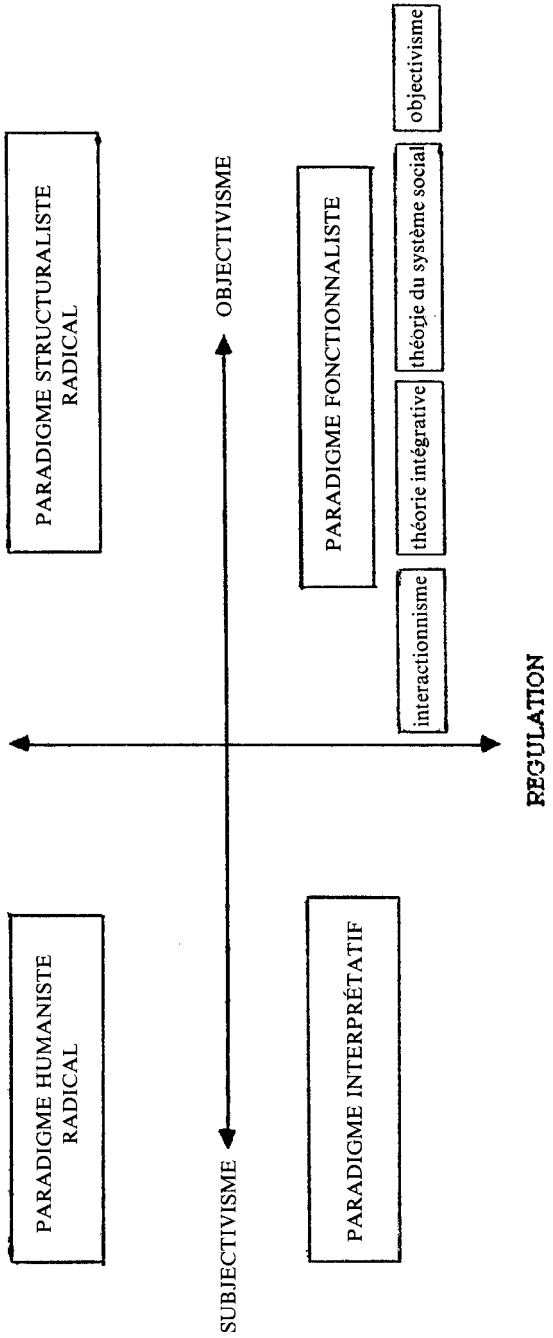 PARADIGME HUMANISTE
RADICAL
PARADIGME STRUCTURALISTE
RADICAL
SUBJECTIVISME
OBJECTIVISME
PARADIGME INTERPRÉTATIF
PARADIGME FONCTIONNALISTE
interactionnisme
théorie intégrative
théorie du système social
objectivisme
REGULATION